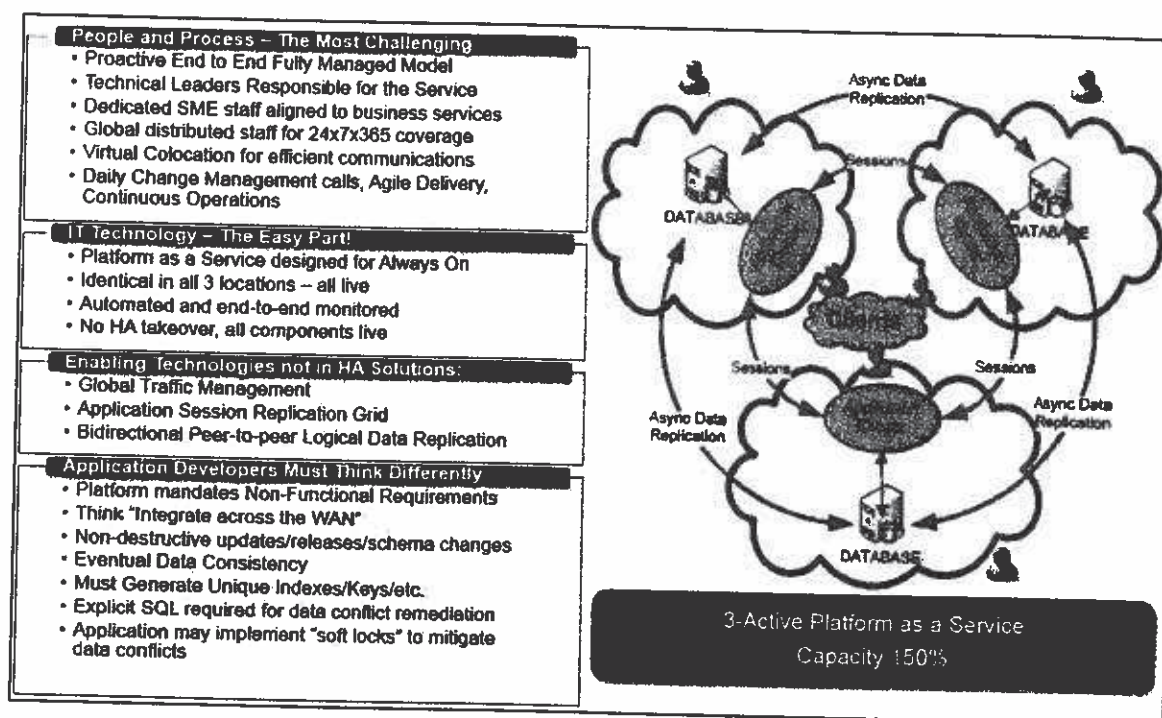 People and Process – The Most Challenging
• Proactive End to End Fully Managed Model
• Technical Leaders Responsible for the Service
• Dedicated SME staff aligned to business services
• Global distributed staff for 24x7x365 coverage
• Virtual Colocation for efficient communications
• Daily Change Management calls, Agile Delivery,
Continuous Operations
IT Technology – The Easy Part!
• Platform as a Service designed for Always On
• Identical in all 3 locations – all live
• Automated and end-to-end monitored
• No HA takeover, all components live
Enabling Technologies not in HA Solutions:
• Global Traffic Management
• Application Session Replication Grid
• Bidirectional Peer-to-peer Logical Data Replication
Application Developers Must Think Differently
• Platform mandates Non-Functional Requirements
• Think "Integrate across the WAN"
• Non-destructive updates/releases/schema changes
• Eventual Data Consistency
• Must Generate Unique Indexes/Keys/etc.
• Explicit SQL required for data conflict remediation
• Application may implement "soft locks" to mitigate
data conflicts
Async Data
Replication
Sessions
DATABASE
DATABASE
Sessions
Sessions
Async Data
Replication
Async Data
Replication
DATABASE
3-Active Platform as a Service
Capacity 150%